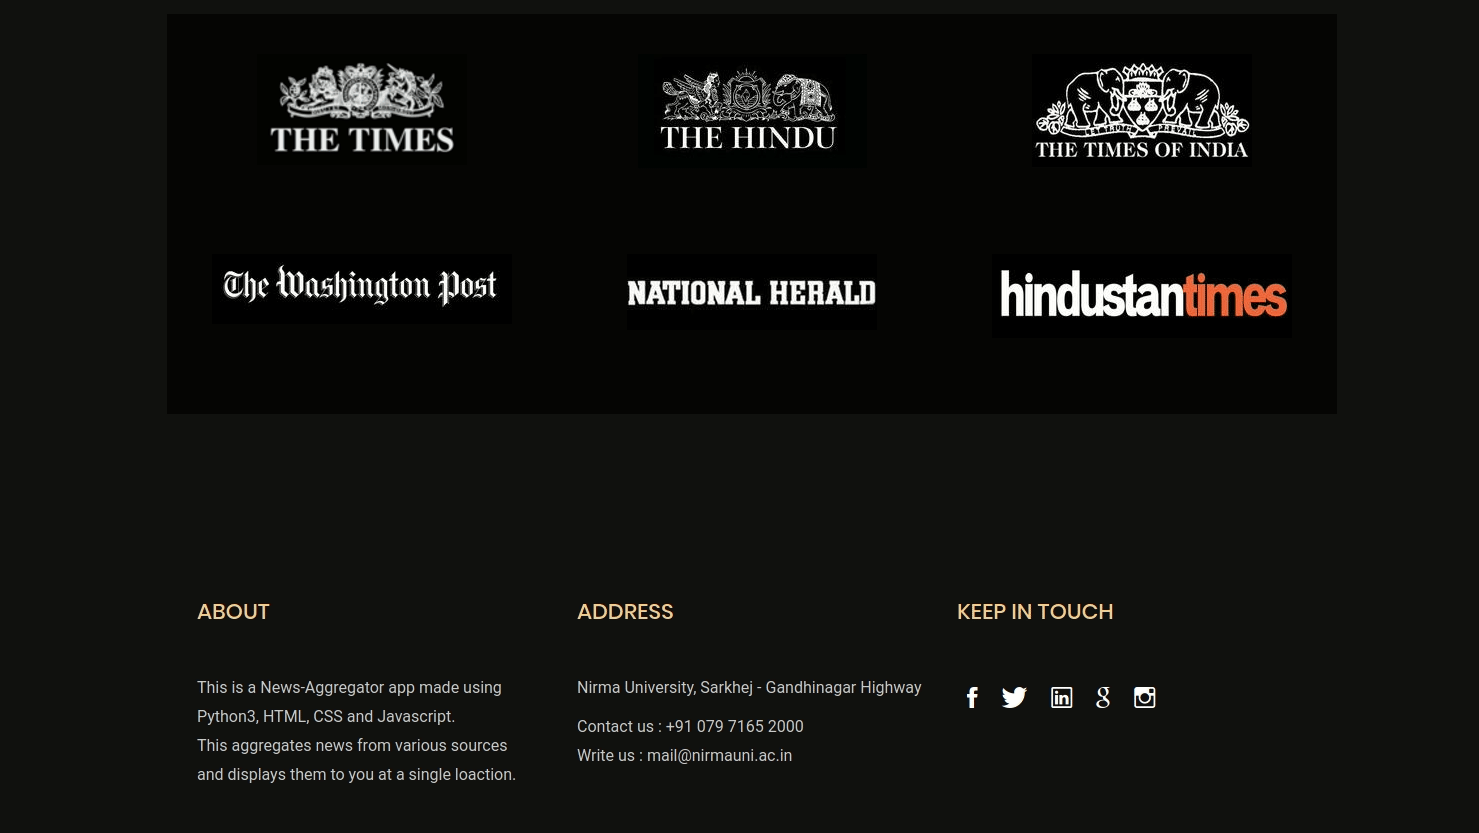 THE TIMES
THE HINDU
LET TRUTH PREVAIL
THE TIMES OF INDIA
The Washington Post
NATIONAL HERALD
hindustantimes
ABOUT
This is a News-Aggregator app made using
Python3, HTML, CSS and Javascript.
This aggregates news from various sources
and displays them to you at a single loaction.
ADDRESS
Nirma University, Sarkhej - Gandhinagar Highway
Contact us : +91 079 7165 2000
Write us : mail@nirmauni.ac.in
KEEP IN TOUCH